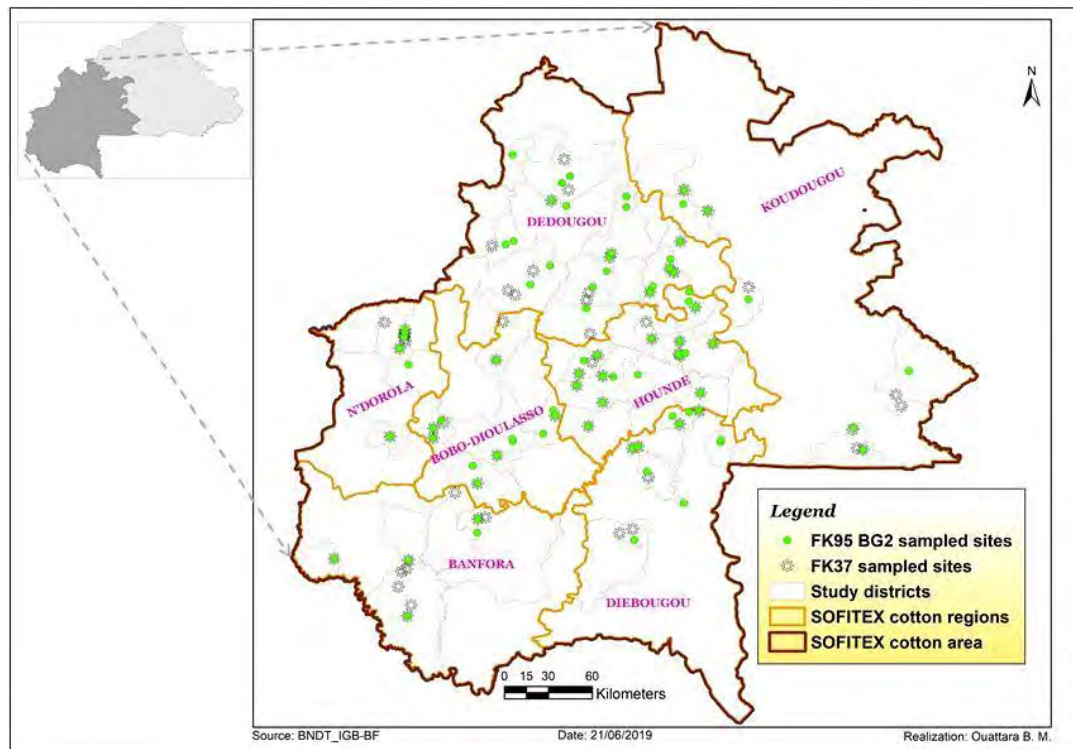 N
KOUDOUGOU
DEDOUGOU
N'DOROLA
HOUNDE
BOBO-DIOULASSO
BANFORA
DIEBOUGOU
Legend
FK95 BG2 sampled sites
FK37 sampled sites
Study districts
SOFITEX cotton regions
SOFITEX cotton area
0 15 30 60
Kilometers
Source: BNDT_IGB-BF Date: 21/06/2019 Realization: Ouattara B. M.